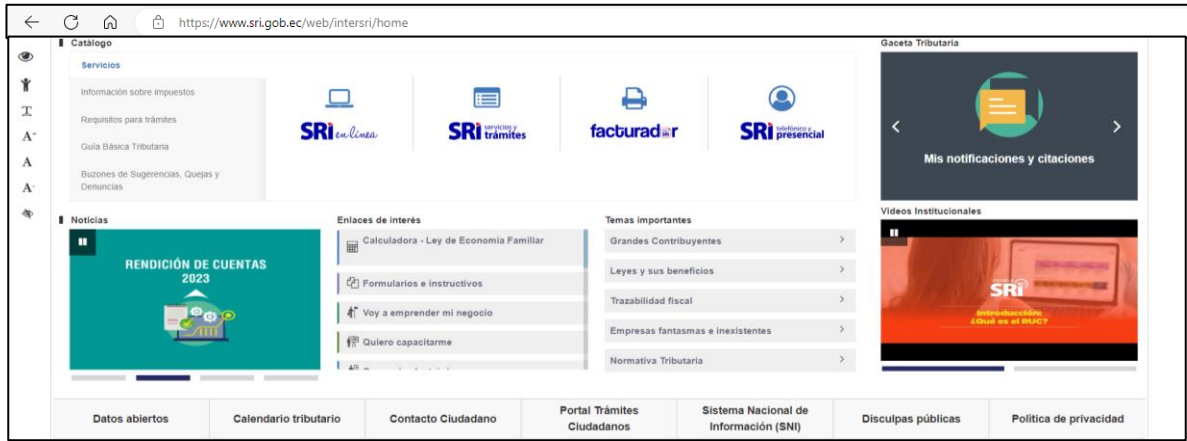 https://www.sri.gob.ec/web/intersri/home
Catálogo
Servicios
Información sobre impuestos
Requisitos para trámites
Guía Básica Tributaria
Buzones de Sugerencias, Quejas y
Denuncias
SRi en línea
SRi servicios y
trámites
facturador SRi
SRi telefónico y
presencial
Gaceta Tributaria
Mis notificaciones y citaciones
Noticias
RENDICIÓN DE CUENTAS
2023
Enlaces de interés
Calculadora - Ley de Economía Familiar
Formularios e instructivos
Voy a emprender mi negocio
Quiero capacitarme
Temas importantes
Grandes Contribuyentes
Leyes y sus beneficios
Trazabilidad fiscal
Empresas fantasmas e inexistentes
Normativa Tributaria
Videos Institucionales
SRi
Introducción:
¿Qué es el RUC?
Datos abiertos
Calendario tributario
Contacto Ciudadano
Portal Trámites
Ciudadanos
Sistema Nacional de
Información (SNI)
Disculpas públicas
Política de privacidad